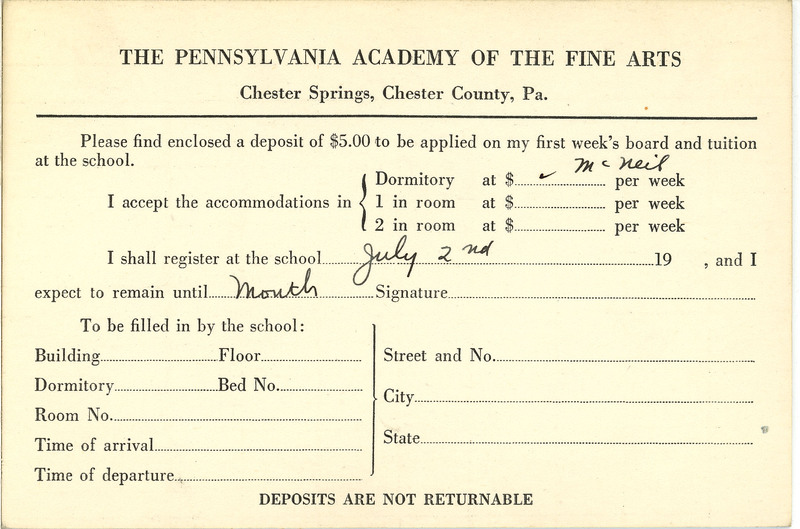 THE PENNSYLVANIA ACADEMY OF THE FINE ARTS
Chester Springs, Chester County, Pa.
Please find enclosed a deposit of $5.00 to be applied on my first week's board and tuition
at the school.
McNeil
Dormitory at $ ✓ per week
I accept the accommodations in { 1 in room at $ per week
2 in room at $ per week
I shall register at the school July 2nd 19 , and I
expect to remain until Month Signature
To be filled in by the school:
Building Floor
Street and No.
Dormitory Bed No.
City
Room No.
State
Time of arrival
Time of departure
DEPOSITS ARE NOT RETURNABLE